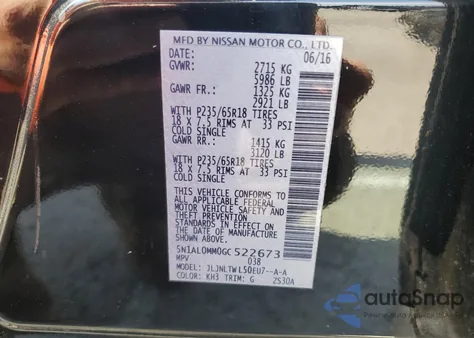 MFD BY NISSAN MOTOR CO., LTD.
DATE: 06/16
GVWR: 2715 KG
5986 LB
GAWR FR.: 1325 KG
2921 LB
WITH P235/65R18 TIRES
18 X 7.5 RIMS AT 33 PSI
COLD SINGLE
GAWR RR.: 1415 KG
3120 LB
WITH P235/65R18 TIRES
18 X 7.5 RIMS AT 33 PSI
COLD SINGLE
THIS VEHICLE CONFORMS TO
ALL APPLICABLE FEDERAL
MOTOR VEHICLE SAFETY AND
STANDARDS IN EFFECT ON
THE DATE OF MANUFACTURE
SHOWN ABOVE.
5N1AL0MM0GC522673
MPV 038
MODEL: JLJNLTWL50EU7--A-A
COLOR: KH3 TRIM: G 2S30A
autoSnap
POWERED BY